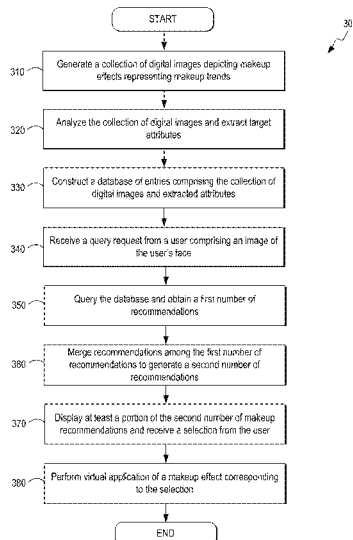 START
30
310
Generate a collection of digital images depicting makeup
effects representing makeup trends
320
Analyze the collection of digital images and extract target
attributes
330
Construct a database of entries comprising the collection of
digital images and extracted attributes
340
Receive a query request from a user comprising an image of
the user's face
350
Query the database and obtain a first number of
recommendations
360
Merge recommendations among the first number of
recommendations to generate a second number of
recommendations
370
Display at least a portion of the second number of makeup
recommendations and receive a selection from the user
380
Perform virtual application of a makeup effect corresponding
to the selection
END